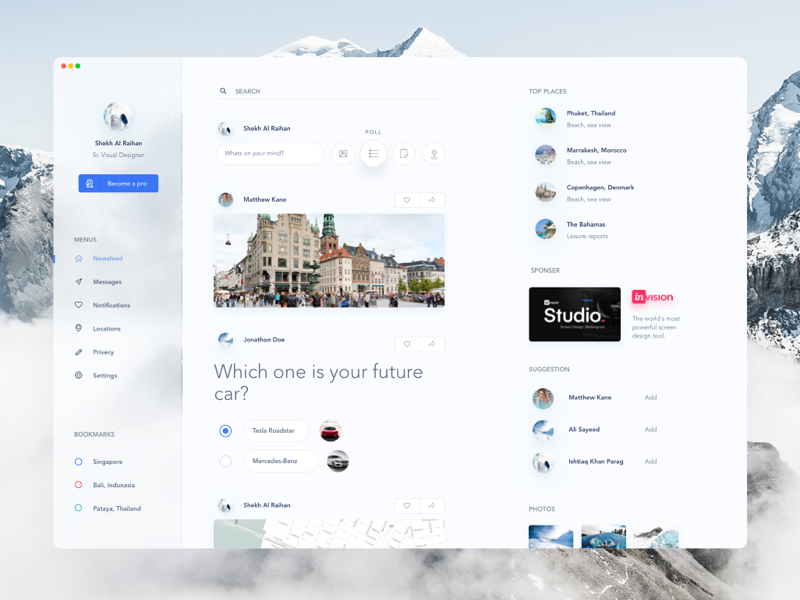 Shekh Al Raihan
Sr. Visual Designer
Become a pro
MENUS
Newsfeed
Messages
Notifications
Locations
Privecy
Settings
BOOKMARKS
Singapore
Bali, Indunasia
Pataya, Thailand
SEARCH
Shekh Al Raihan
POLL
Whats on your mind?
Matthew Kane
Jonathon Doe
Which one is your future
car?
Tesla Roadstar
Mercedes-Benz
Shekh Al Raihan
TOP PLACES
Phuket, Thailand
Beach, sea view
Marrakesh, Morocco
Beach, sea view
Copenhagen, Denmark
Beach, sea view
The Bahamas
Leisure reports
SPONSER
Studio.
Screen Design. Redesigned.
inVISION
The world's most
powerful screen
design tool.
SUGGESTION
Matthew Kane Add
Ali Sayeed Add
Ishtiaq Khan Parag Add
PHOTOS